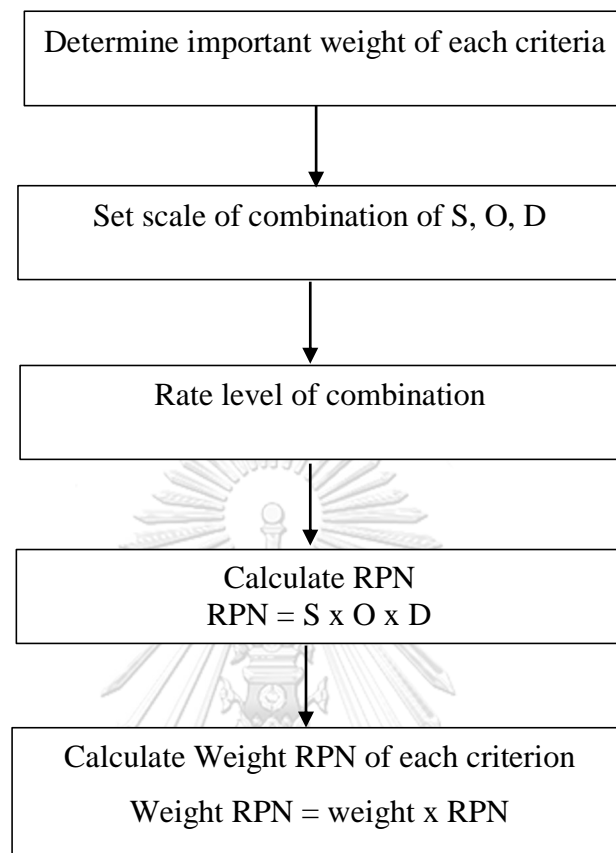 Determine important weight of each criteria
Set scale of combination of S, O, D
Rate level of combination
Calculate RPN
RPN = S x O x D
Calculate Weight RPN of each criterion
Weight RPN = weight x RPN